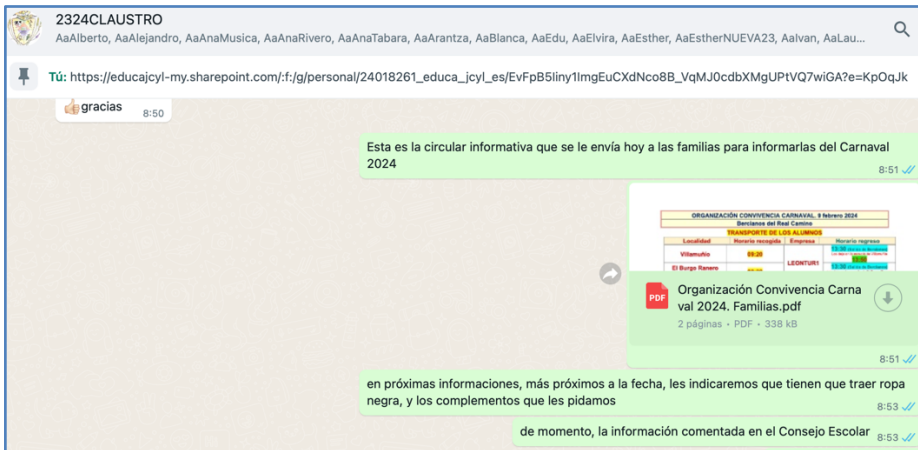 2324CLAUSTRO
AaAlberto, AaAlejandro, AaAnaMusica, AaAnaRivero, AaAnaTabara, AaArantza, AaBlanca, AaEdu, AaElvira, AaEsther, AaEstherNUEVA23, AaIvan, AaLau...
Tú: https://educajcyl-my.sharepoint.com/:f:/g/personal/24018261_educa_jcyl_es/EvFpB5liny1lmgEuCXdNco8B_VqMJ0cdbXMgUPtVQ7wiGA?e=KpOqJk
gracias 8:50
Esta es la circular informativa que se le envía hoy a las familias para informarlas del Carnaval
2024
8:51
ORGANIZACIÓN CONVIVENCIA CARNAVAL. 9 febrero 2024
Bercianos del Real Camino
TRANSPORTE DE LOS ALUMNOS
Localidad Horario recogida Empresa Horario regreso
Villamuñio 09:20
LEONTUR1
El Burgo Ranero
PDF
Organización Convivencia Carna
val 2024. Familias.pdf
2 páginas • PDF • 338 kB
8:51
en próximas informaciones, más próximos a la fecha, les indicaremos que tienen que traer ropa
negra, y los complementos que les pidamos
8:53
de momento, la información comentada en el Consejo Escolar 8:53